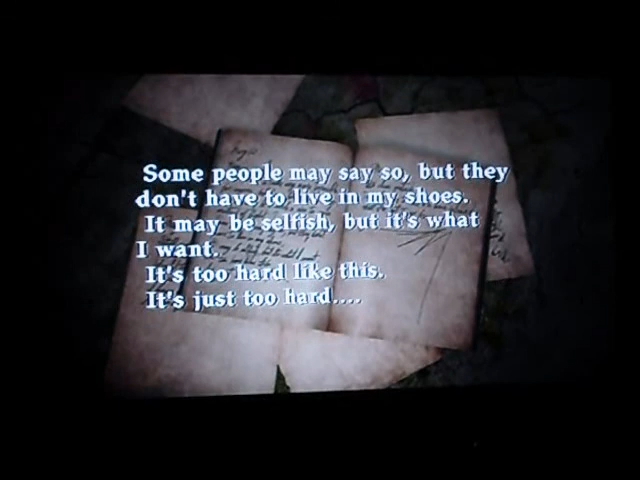 Some people may say so, but they
don't have to live in my shoes.
It may be selfish, but it's what
I want.
It's too hard like this.
It's just too hard....